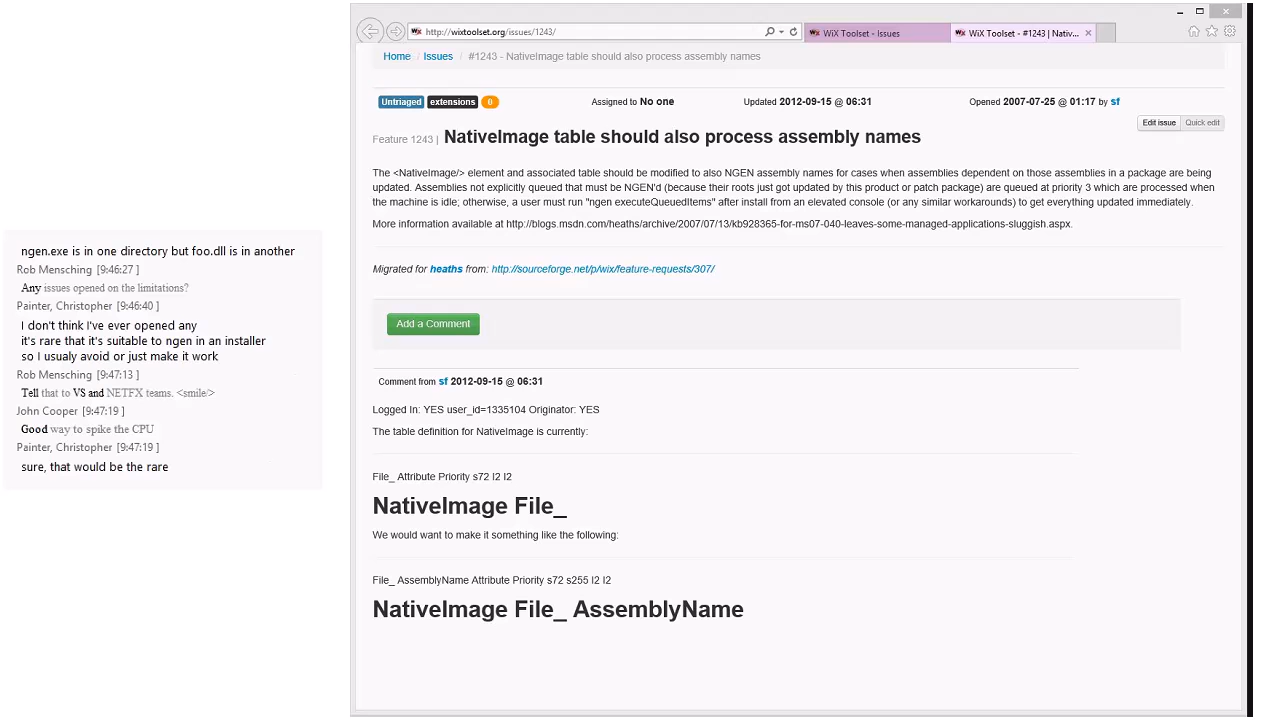 ngen.exe is in one directory but foo.dll is in another
Rob Mensching [9:46:27 ]
Any issues opened on the limitations?
Painter, Christopher [9:46:40 ]
I don't think I've ever opened any
it's rare that it's suitable to ngen in an installer
so I usualy avoid or just make it work
Rob Mensching [9:47:13 ]
Tell that to VS and NETFX teams. <smile/>
John Cooper [9:47:19 ]
Good way to spike the CPU
Painter, Christopher [9:47:19 ]
sure, that would be the rare
http://wixtoolset.org/issues/1243/
WiX Toolset - Issues
WiX Toolset - #1243 | Nativ...
Home / Issues / #1243 - NativeImage table should also process assembly names
Untriaged extensions 0 Assigned to No one Updated 2012-09-15 @ 06:31 Opened 2007-07-25 @ 01:17 by sf
Edit issue Quick edit
Feature 1243 | NativeImage table should also process assembly names
The <NativeImage/> element and associated table should be modified to also NGEN assembly names for cases when assemblies dependent on those assemblies in a package are being
updated. Assemblies not explicitly queued that must be NGEN'd (because their roots just got updated by this product or patch package) are queued at priority 3 which are processed when
the machine is idle; otherwise, a user must run "ngen executeQueuedItems" after install from an elevated console (or any similar workarounds) to get everything updated immediately.
More information available at http://blogs.msdn.com/heaths/archive/2007/07/13/kb928365-for-ms07-040-leaves-some-managed-applications-sluggish.aspx.
Migrated for heaths from: http://sourceforge.net/p/wix/feature-requests/307/
Add a Comment
Comment from sf 2012-09-15 @ 06:31
Logged In: YES user_id=1335104 Originator: YES
The table definition for NativeImage is currently:
File_ Attribute Priority s72 I2 I2
NativeImage File_
We would want to make it something like the following:
File_ AssemblyName Attribute Priority s72 s255 I2 I2
NativeImage File_ AssemblyName